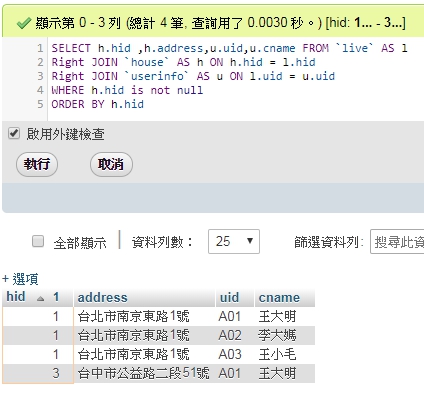 顯示第 0 - 3 列 (總計 4 筆, 查詢用了 0.0030 秒。) [hid: 1... - 3...]
1 SELECT h.hid ,h.address,u.uid,u.cname FROM `live` AS l
2 Right JOIN `house` AS h ON h.hid = l.hid
3 Right JOIN `userinfo` AS u ON l.uid = u.uid
4 WHERE h.hid is not null
5 ORDER BY h.hid
啟用外鍵檢查
執行 取消
全部顯示 資料列數： 25 篩選資料列: 搜尋此資
+ 選項
hid 1 address uid cname
1 台北市南京東路1號 A01 王大明
1 台北市南京東路1號 A02 李大媽
1 台北市南京東路1號 A03 王小毛
3 台中市公益路二段51號 A01 王大明